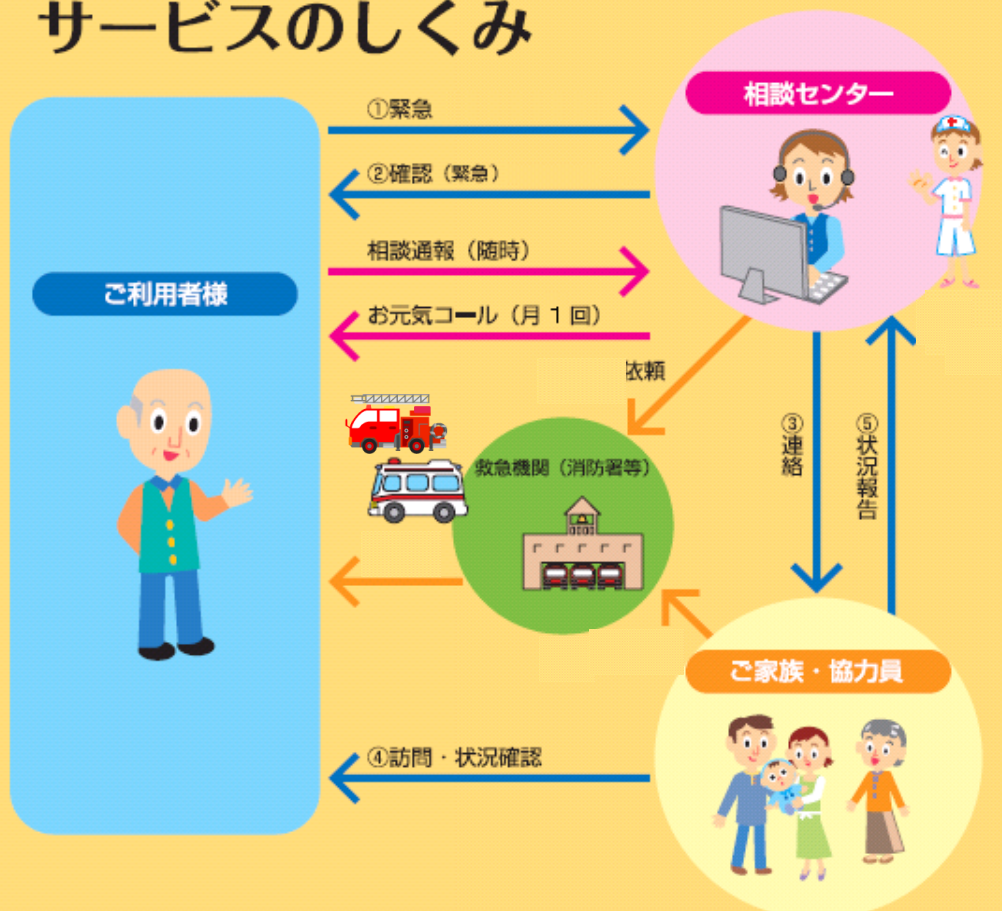 サービスのしくみ
相談センター
①緊急
②確認（緊急）
相談通報（随時）
お元気コール（月1回）
ご利用者様
依頼
救急機関（消防署等）
③連絡
⑤状況報告
ご家族・協力員
④訪問・状況確認